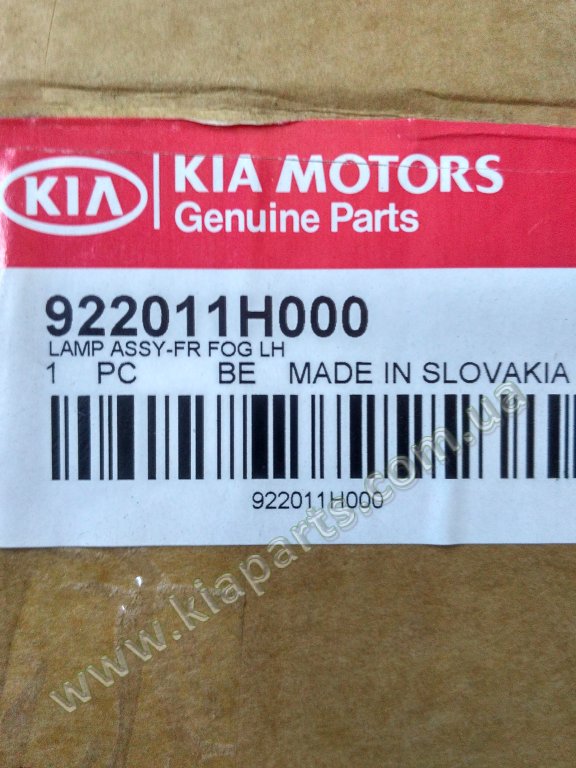 KIA
KIA MOTORS
Genuine Parts
922011H000
LAMP ASSY-FR FOG LH
1 PC BE MADE IN SLOVAKIA
922011H000
www.kiaparts.com.ua